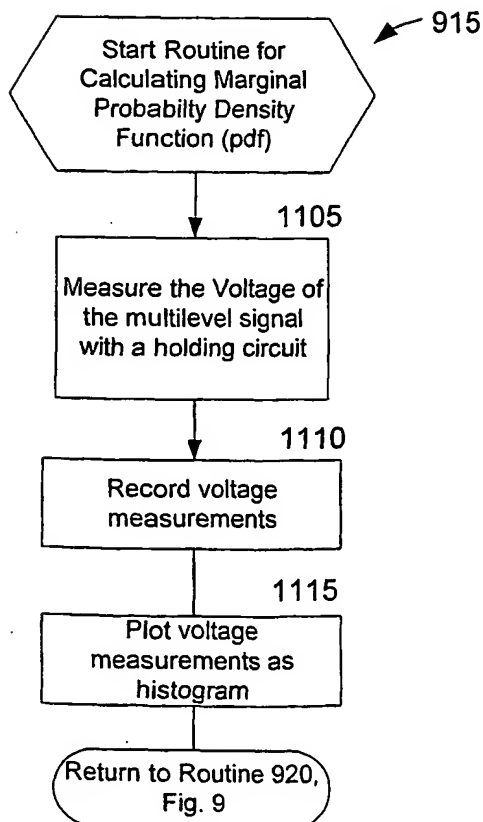 915
Start Routine for
Calculating Marginal
Probabilty Density
Function (pdf)
1105
Measure the Voltage of
the multilevel signal
with a holding circuit
1110
Record voltage
measurements
1115
Plot voltage
measurements as
histogram
Return to Routine 920,
Fig. 9